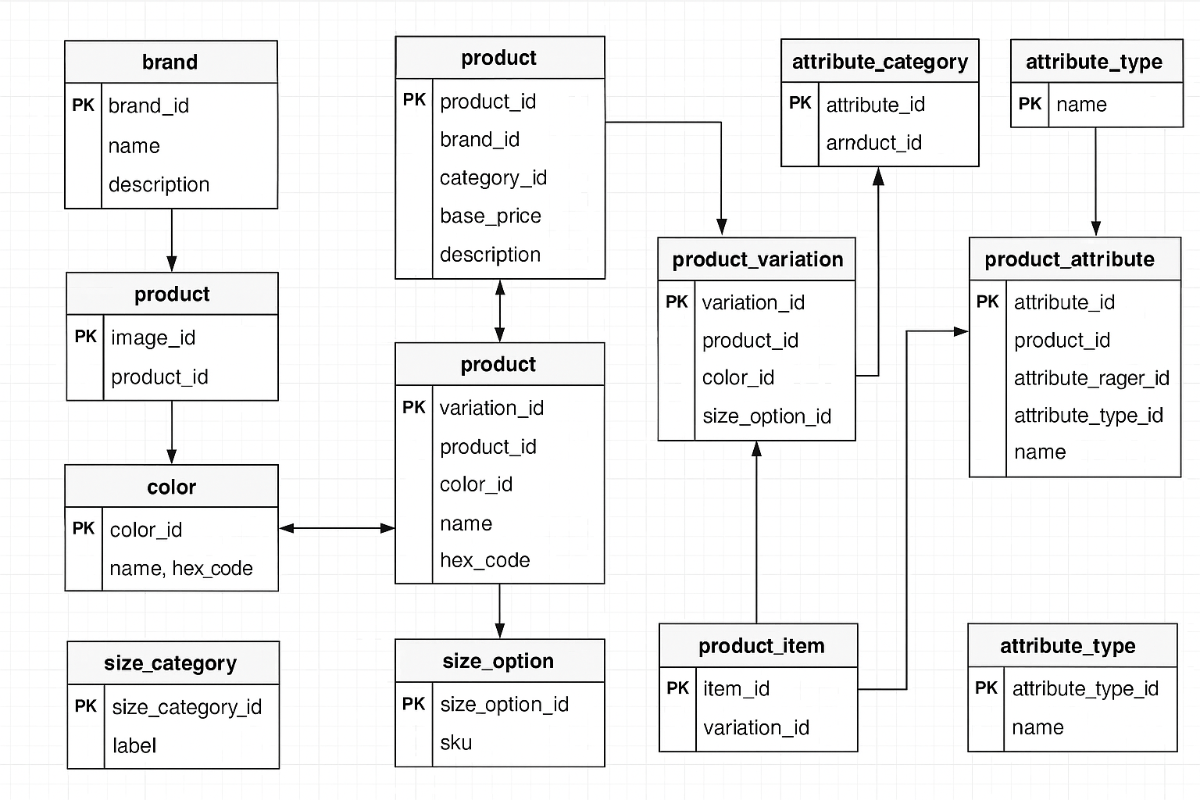 brand
PK brand_id
name
description
product
PK image_id
product_id
color
PK color_id
name, hex_code
size_category
PK size_category_id
label
product
PK product_id
brand_id
category_id
base_price
description
product
PK variation_id
product_id
color_id
name
hex_code
size_option
PK size_option_id
sku
attribute_category
PK attribute_id
arnduct_id
product_variation
PK variation_id
product_id
color_id
size_option_id
product_item
PK item_id
variation_id
attribute_type
PK name
product_attribute
PK attribute_id
product_id
attribute_rager_id
attribute_type_id
name
attribute_type
PK attribute_type_id
name